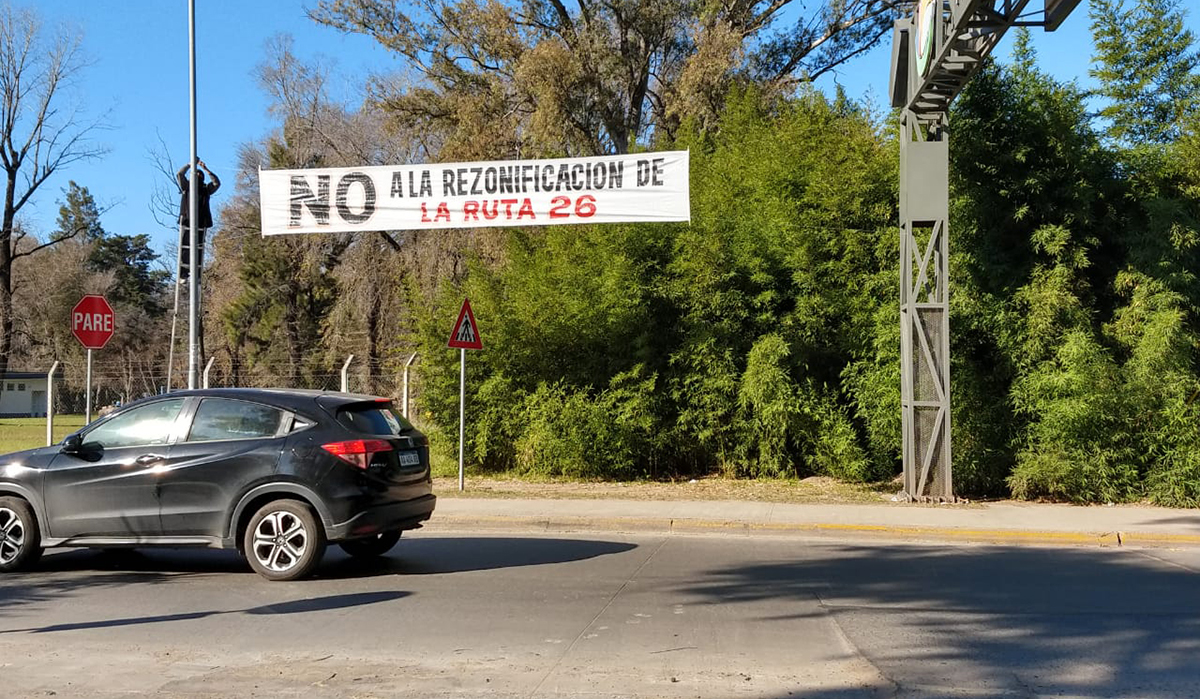 NO A LA REZONIFICACION DE
LA RUTA 26
PARE